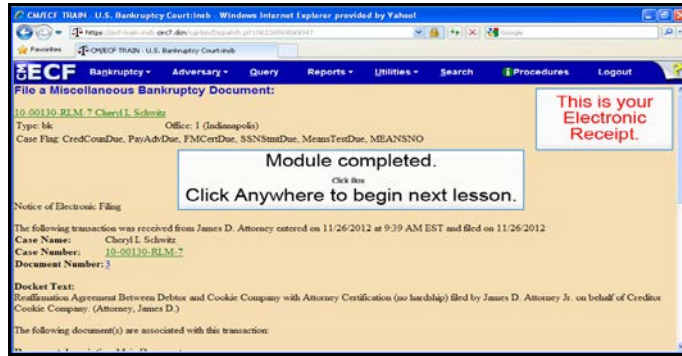 CM/ECF TRAIN - U.S. Bankruptcy Court:insb - Windows Internet Explorer provided by Yahoo!
Google
Favorites CM/ECF TRAIN - U.S. Bankruptcy Court:insb
ECF Bankruptcy Adversary Query Reports Utilities Search Procedures Logout ?
File a Miscellaneous Bankruptcy Document:
This is your
Electronic
Receipt.
10-00130-RLM-7 Cheryl L Schwitz
Type: bk Office: 1 (Indianapolis)
Case Flag: CredCounDue, PayAdvDue, FMCertDue, SSNStmtDue, MeansTestDue, MEANSNO
Module completed.
Click Box
Click Anywhere to begin next lesson.
Notice of Electronic Filing
The following transaction was received from James D. Attorney entered on 11/26/2012 at 9:39 AM EST and filed on 11/26/2012
Case Name: Cheryl L Schwitz
Case Number: 10-00130-RLM-7
Document Number: 3
Docket Text:
Reaffirmation Agreement Between Debtor and Cookie Company with Attorney Certification (no hardship) filed by James D. Attorney Jr. on behalf of Creditor
Cookie Company. (Attorney, James D.)
The following document(s) are associated with this transaction: